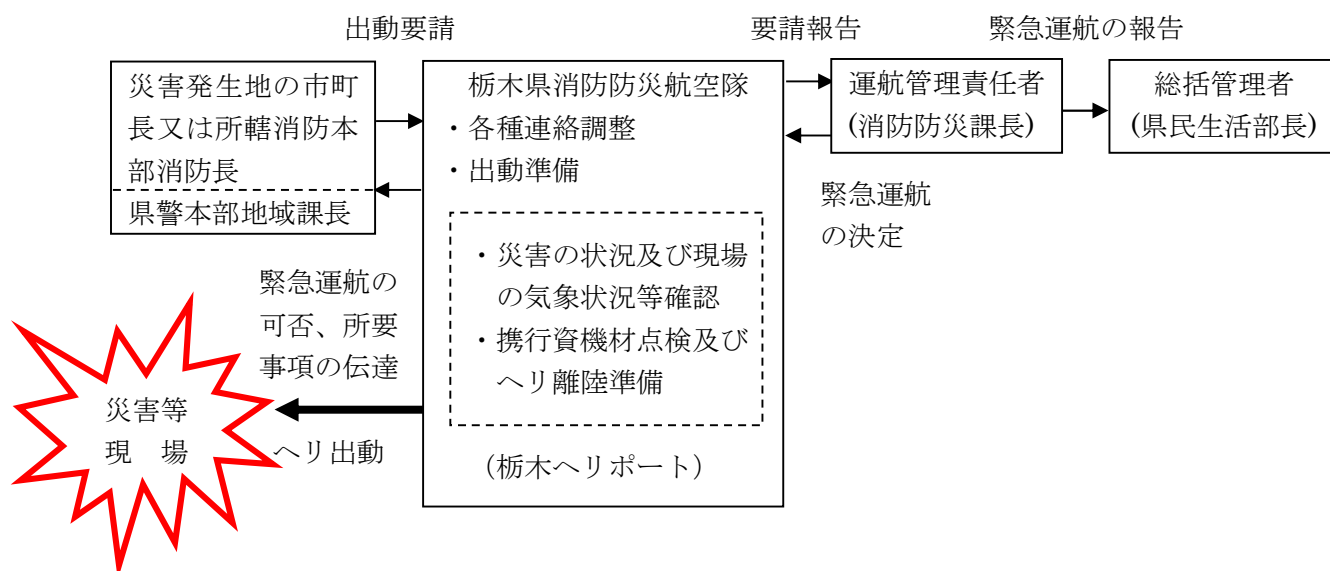 出動要請
要請報告
緊急運航の報告
災害発生地の市町
長又は所轄消防本
部消防長
県警本部地域課長
栃木県消防防災航空隊
・各種連絡調整
・出動準備
・災害の状況及び現場
の気象状況等確認
・携行資機材点検及び
ヘリ離陸準備
（栃木ヘリポート）
運航管理責任者
(消防防災課長)
総括管理者
(県民生活部長)
緊急運航
の決定
緊急運航の
可否、所要
事項の伝達
ヘリ出動
災害等
現　場